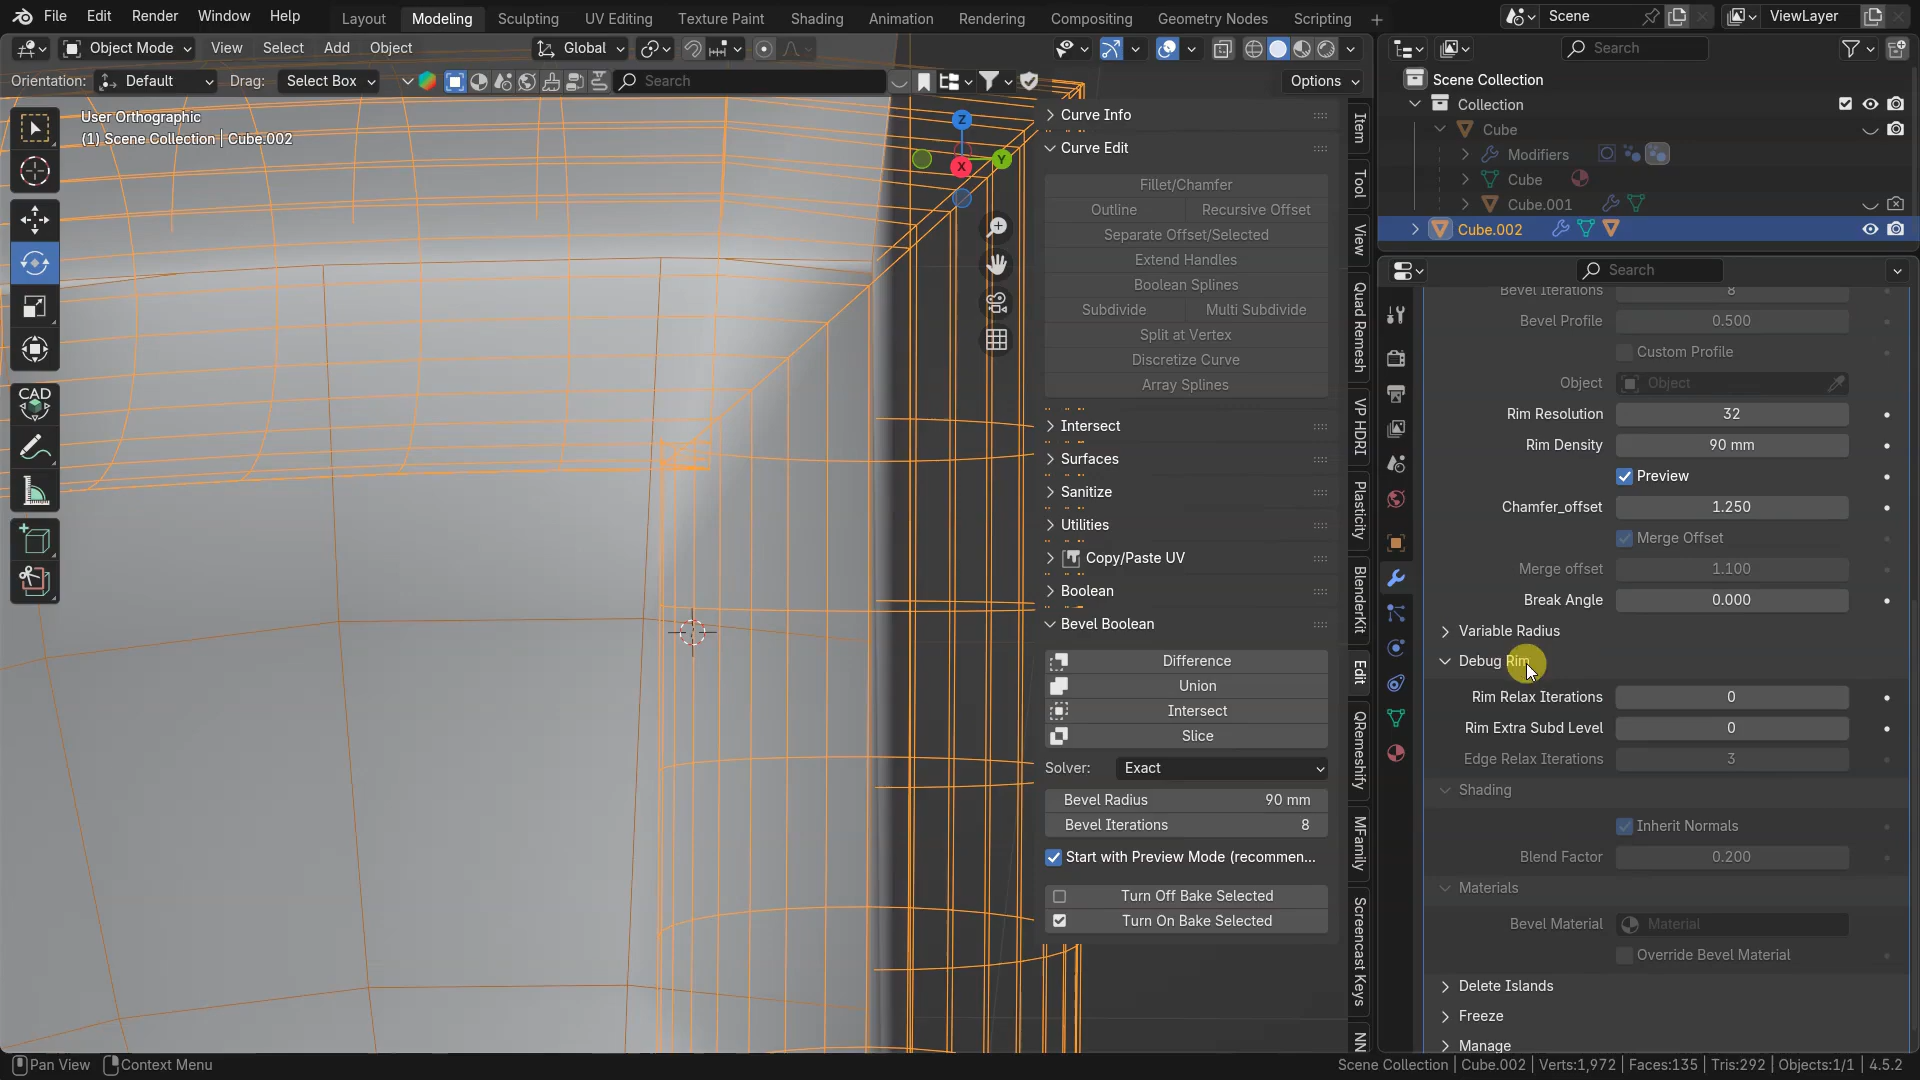 File Edit Render Window Help Layout Modeling Sculpting UV Editing Texture Paint Shading Animation Rendering Compositing Geometry Nodes Scripting + Scene ViewLayer
Object Mode View Select Add Object Global Search
Orientation: Default Drag: Select Box Search Options
User Orthographic
(1) Scene Collection | Cube.002
Z
Y
X
CAD
Curve Info
Curve Edit
Fillet/Chamfer
Outline Recursive Offset
Separate Offset/Selected
Extend Handles
Boolean Splines
Subdivide Multi Subdivide
Split at Vertex
Discretize Curve
Array Splines
Intersect
Surfaces
Sanitize
Utilities
Copy/Paste UV
Boolean
Bevel Boolean
Difference
Union
Intersect
Slice
Solver: Exact
Bevel Radius 90 mm
Bevel Iterations 8
Start with Preview Mode (recommen...
Turn Off Bake Selected
Turn On Bake Selected
Item
Tool
View
Quad Remesh
VP HDRI
Plasticity
BlenderKit
Edit
QRemeshify
MFamily
Screencast Keys
NN
Scene Collection
Collection
Cube
Modifiers
Cube
Cube.001
Cube.002
Search
Bevel Iterations 8
Bevel Profile 0.500
Custom Profile
Object Object
Rim Resolution 32
Rim Density 90 mm
Preview
Chamfer_offset 1.250
Merge Offset
Merge offset 1.100
Break Angle 0.000
Variable Radius
Debug Rim
Rim Relax Iterations 0
Rim Extra Subd Level 0
Edge Relax Iterations 3
Shading
Inherit Normals
Blend Factor 0.200
Materials
Bevel Material Material
Override Bevel Material
Delete Islands
Freeze
Manage
Pan View Context Menu
Scene Collection | Cube.002 | Verts:1,972 | Faces:135 | Tris:292 | Objects:1/1 | 4.5.2